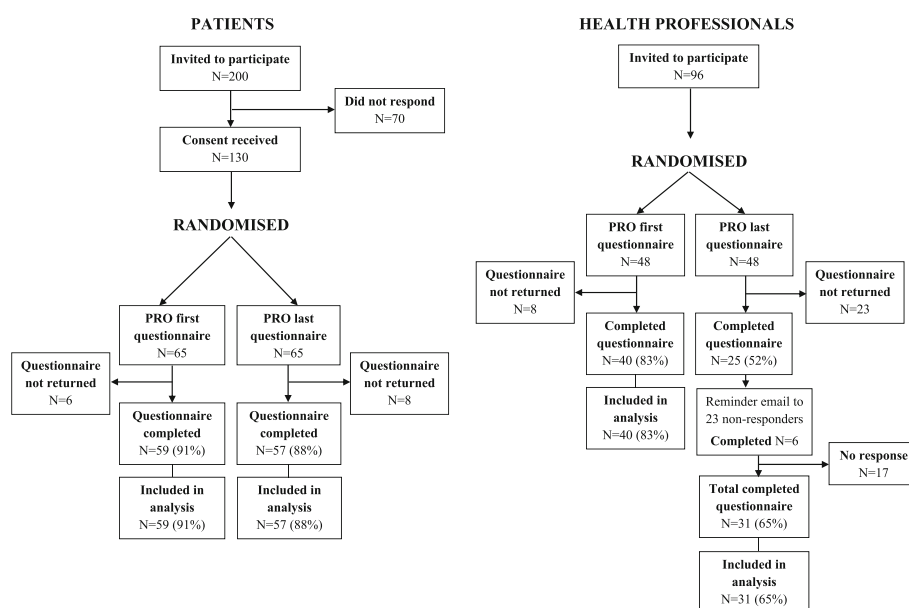 PATIENTS
Invited to participate
N=200
Did not respond
N=70
Consent received
N=130
RANDOMISED
PRO first
questionnaire
N=65
PRO last
questionnaire
N=65
Questionnaire
not returned
N=6
Questionnaire
not returned
N=8
Questionnaire
completed
N=59 (91%)
Questionnaire
completed
N=57 (88%)
Included in
analysis
N=59 (91%)
Included in
analysis
N=57 (88%)
HEALTH PROFESSIONALS
Invited to participate
N=96
RANDOMISED
PRO first
questionnaire
N=48
PRO last
questionnaire
N=48
Questionnaire
not returned
N=8
Questionnaire
not returned
N=23
Completed
questionnaire
N=40 (83%)
Completed
questionnaire
N=25 (52%)
Included in
analysis
N=40 (83%)
Reminder email to
23 non-responders
Completed N=6
No response
N=17
Total completed
questionnaire
N=31 (65%)
Included in
analysis
N=31 (65%)